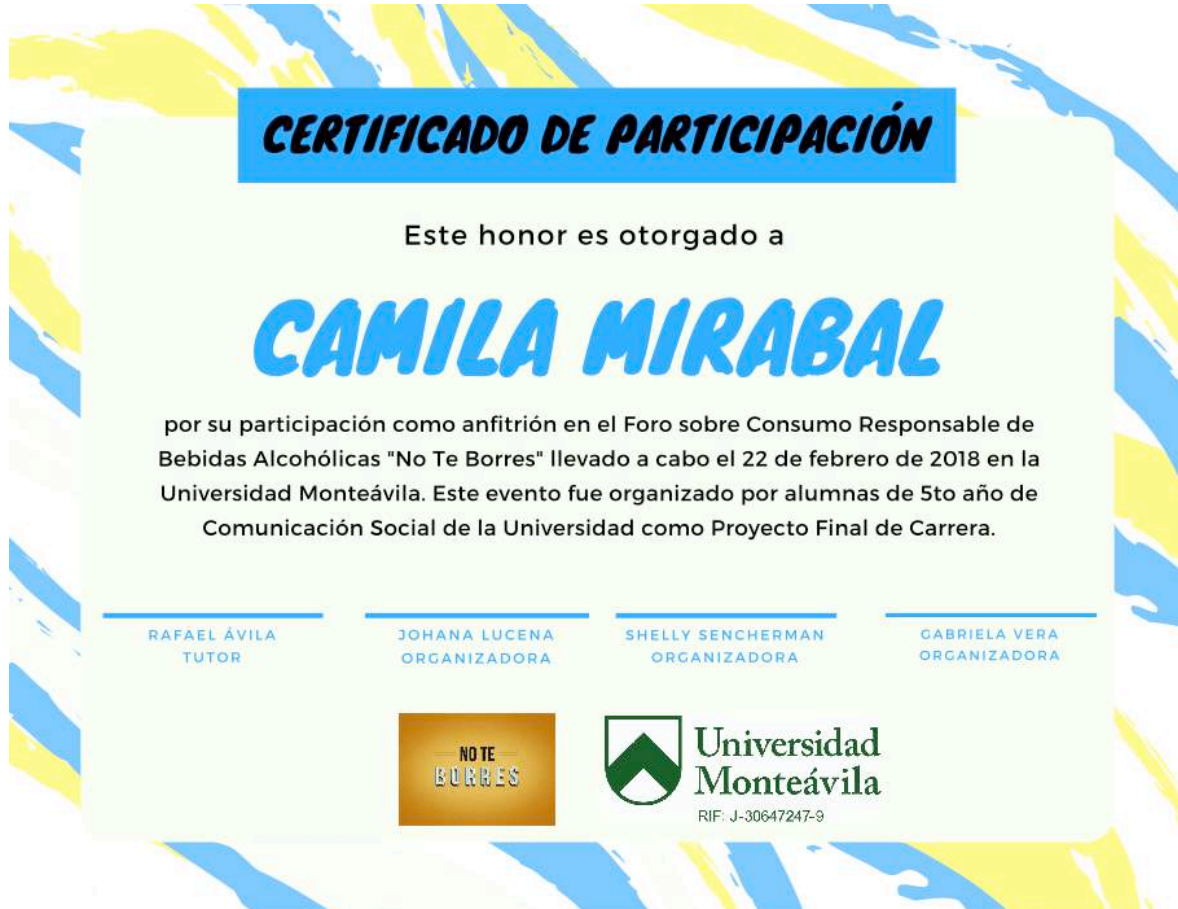 CERTIFICADO DE PARTICIPACIÓN
Este honor es otorgado a
CAMILA MIRABAL
por su participación como anfitrión en el Foro sobre Consumo Responsable de
Bebidas Alcohólicas "No Te Borres" llevado a cabo el 22 de febrero de 2018 en la
Universidad Monteávila. Este evento fue organizado por alumnas de 5to año de
Comunicación Social de la Universidad como Proyecto Final de Carrera.
RAFAEL ÁVILA
TUTOR
JOHANA LUCENA
ORGANIZADORA
SHELLY SENCHERMAN
ORGANIZADORA
GABRIELA VERA
ORGANIZADORA
NO TE
BORRES
Universidad
Monteávila
RIF: J-30647247-9